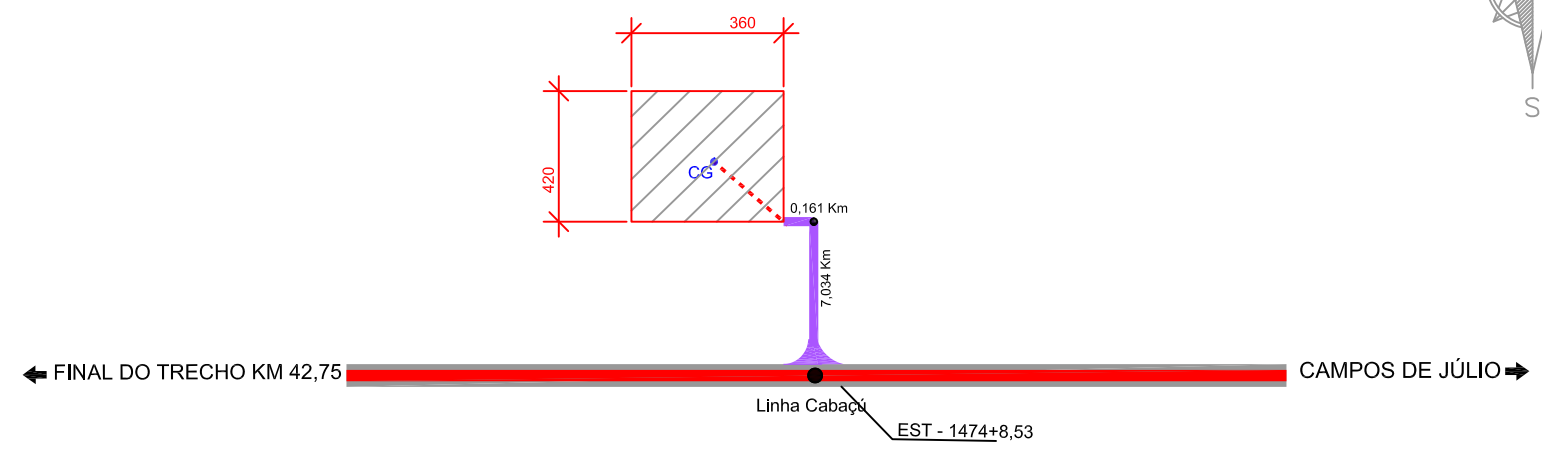 360
S
420
CG
0,161 Km
7,034 Km
FINAL DO TRECHO KM 42,75
CAMPOS DE JÚLIO
Linha Cabaçú
EST - 1474+8,53